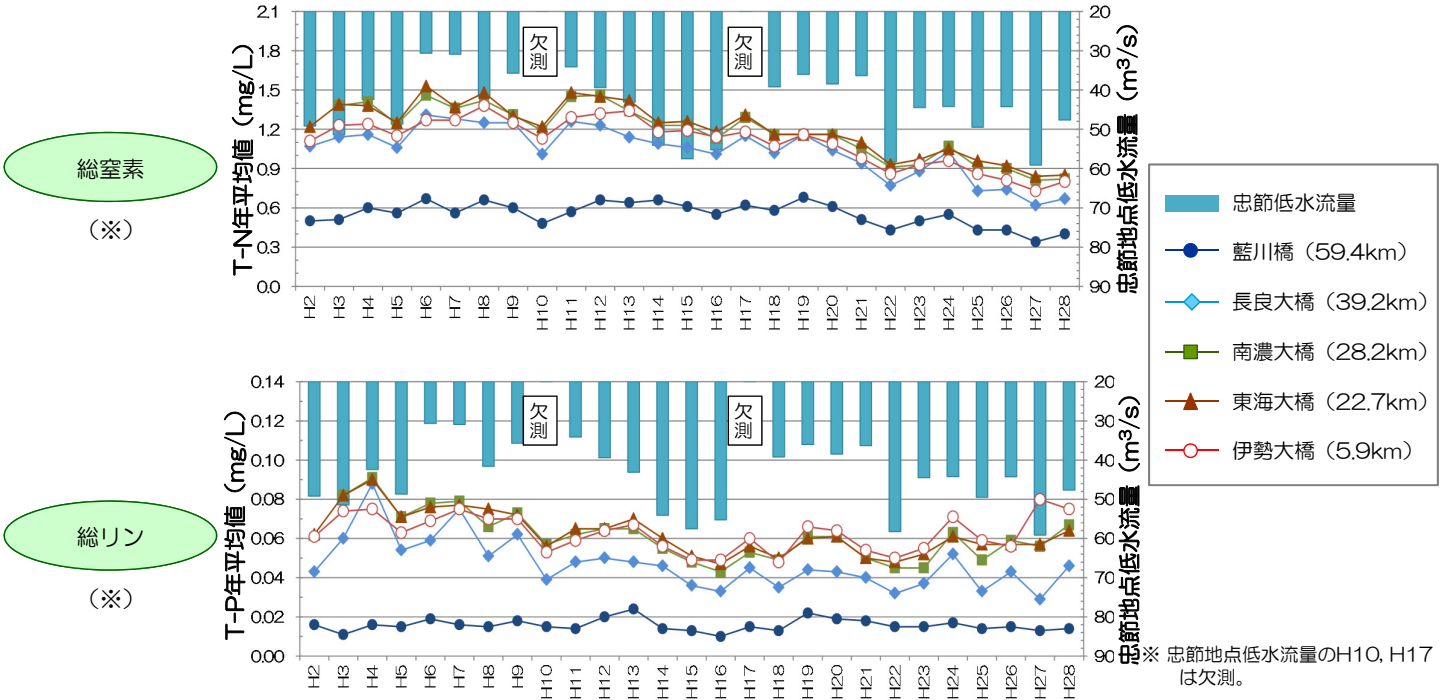 総窒素
(※)
T-N年平均値(mg/L)
2.1
1.8
1.5
1.2
0.9
0.6
0.3
0.0
欠測
欠測
20
30
40
50
60
70
80
90
忠節地点低水流量(m³/s)
H2 H3 H4 H5 H6 H7 H8 H9 H10 H11 H12 H13 H14 H15 H16 H17 H18 H19 H20 H21 H22 H23 H24 H25 H26 H27 H28
総リン
(※)
T-P年平均値(mg/L)
0.14
0.12
0.10
0.08
0.06
0.04
0.02
0.00
欠測
欠測
20
30
40
50
60
70
80
90
忠節地点低水流量(m³/s)
H2 H3 H4 H5 H6 H7 H8 H9 H10 H11 H12 H13 H14 H15 H16 H17 H18 H19 H20 H21 H22 H23 H24 H25 H26 H27 H28
忠節低水流量
藍川橋(59.4km)
長良大橋(39.2km)
南濃大橋(28.2km)
東海大橋(22.7km)
伊勢大橋(5.9km)
※ 忠節地点低水流量のH10, H17
は欠測。